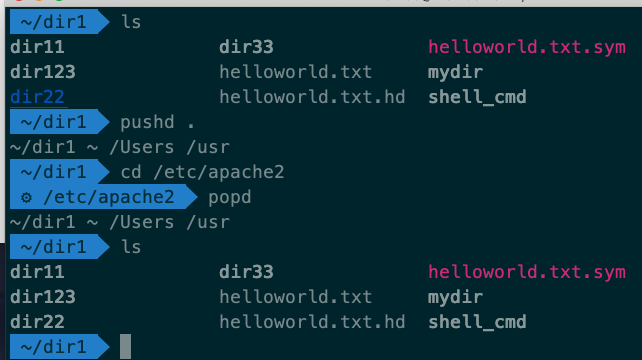 ~/dir1 ls
dir11 dir33 helloworld.txt.sym
dir123 helloworld.txt mydir
dir22 helloworld.txt.hd shell_cmd
~/dir1 pushd .
~/dir1 ~ /Users /usr
~/dir1 cd /etc/apache2
⚙ /etc/apache2 popd
~/dir1 ~ /Users /usr
~/dir1 ls
dir11 dir33 helloworld.txt.sym
dir123 helloworld.txt mydir
dir22 helloworld.txt.hd shell_cmd
~/dir1